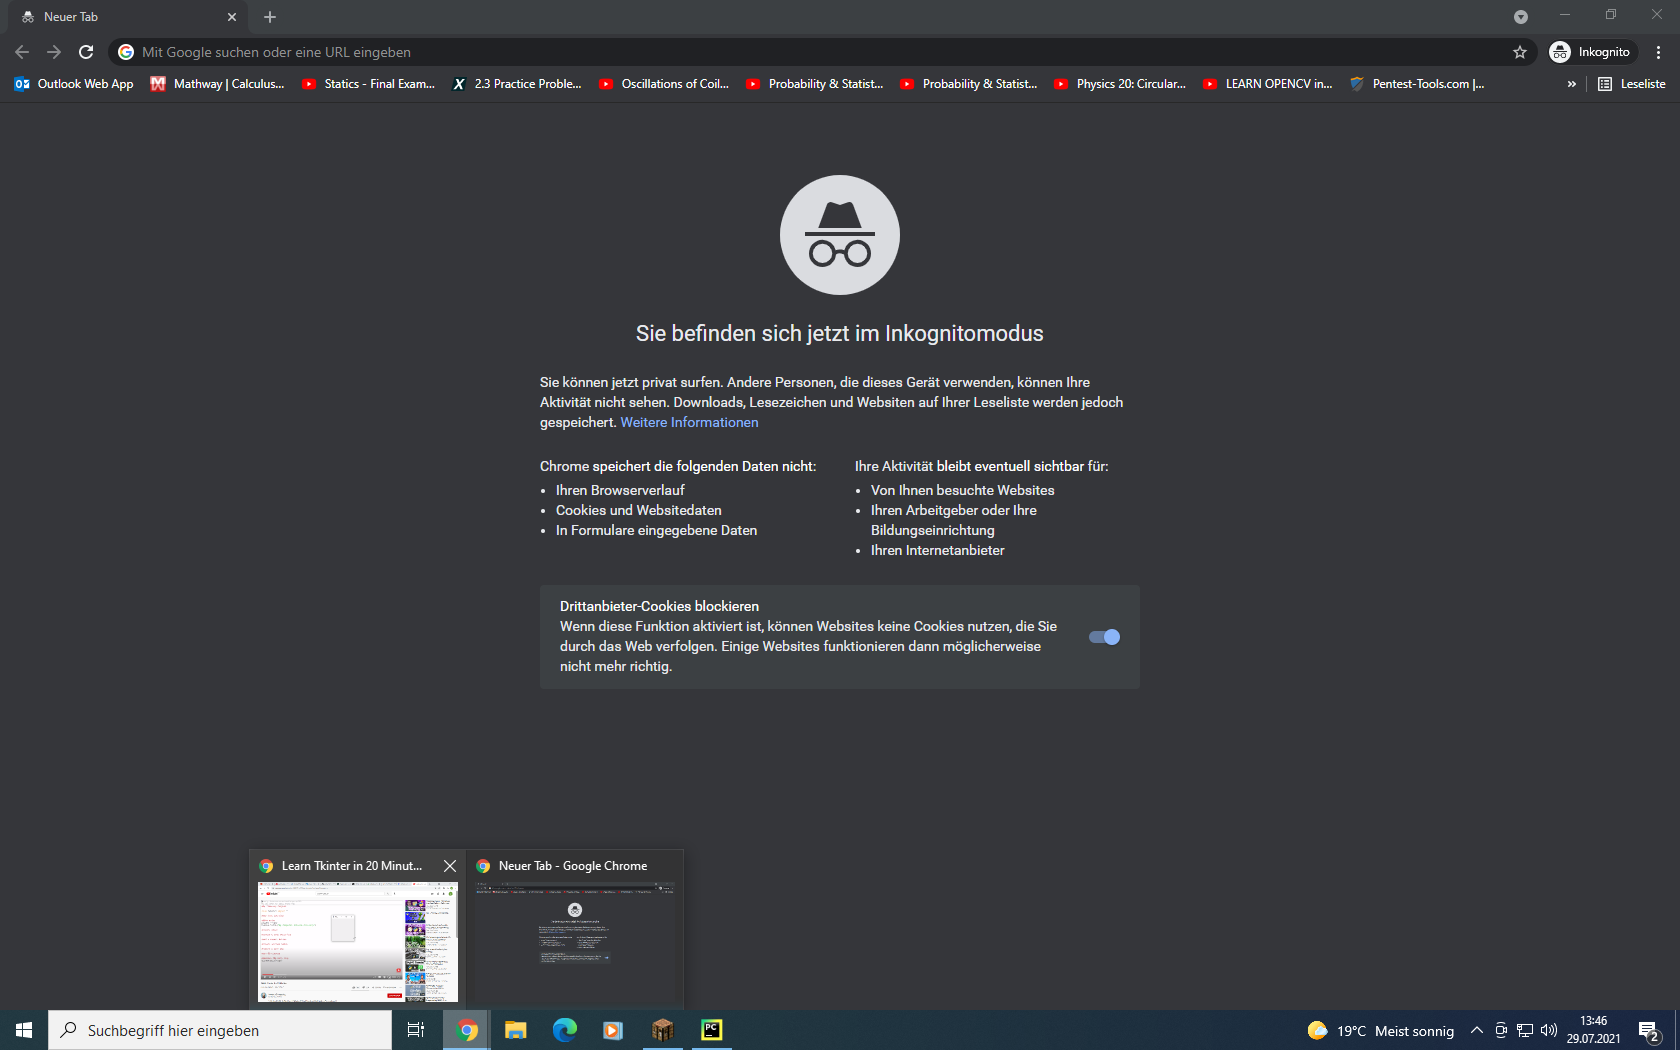 Neuer Tab
Mit Google suchen oder eine URL eingeben
Inkognito
Outlook Web App
Mathway | Calculus...
Statics - Final Exam...
2.3 Practice Proble...
Oscillations of Coil...
Probability & Statist...
Probability & Statist...
Physics 20: Circular...
LEARN OPENCV in...
Pentest-Tools.com |...
»
Leseliste
Sie befinden sich jetzt im Inkognitomodus
Sie können jetzt privat surfen. Andere Personen, die dieses Gerät verwenden, können Ihre
Aktivität nicht sehen. Downloads, Lesezeichen und Websiten auf Ihrer Leseliste werden jedoch
gespeichert. Weitere Informationen
Chrome speichert die folgenden Daten nicht:
• Ihren Browserverlauf
• Cookies und Websitedaten
• In Formulare eingegebene Daten
Ihre Aktivität bleibt eventuell sichtbar für:
• Von Ihnen besuchte Websites
• Ihren Arbeitgeber oder Ihre
Bildungseinrichtung
• Ihren Internetanbieter
Drittanbieter-Cookies blockieren
Wenn diese Funktion aktiviert ist, können Websites keine Cookies nutzen, die Sie
durch das Web verfolgen. Einige Websites funktionieren dann möglicherweise
nicht mehr richtig.
Learn Tkinter in 20 Minut...
Neuer Tab - Google Chrome
Suchbegriff hier eingeben
PC
19°C Meist sonnig
13:46
29.07.2021
2